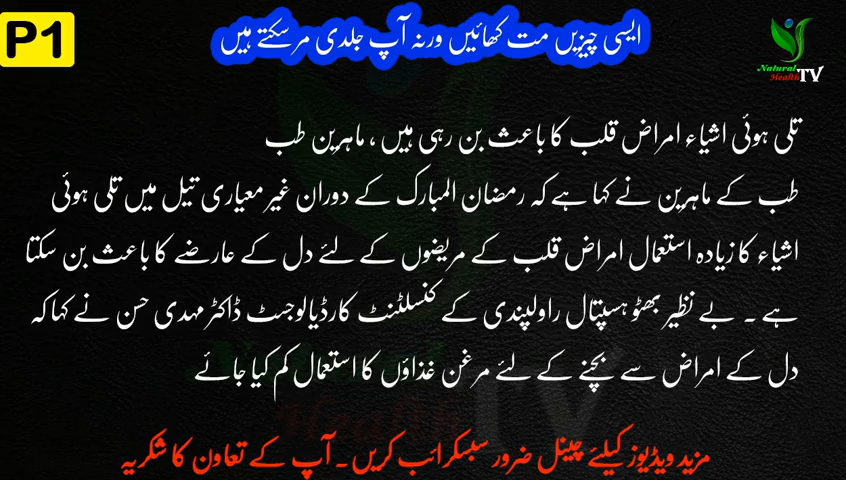 P1
ایسی چیزیں مت کھائیں ورنہ آپ جلدی مرسکتے ہیں
Natural
Health TV
تلی ہوئی اشیاء امراض قلب کا باعث بن رہی ہیں، ماہرین طب
طب کے ماہرین نے کہا ہے کہ رمضان المبارک کے دوران غیر معیاری تیل میں تلی ہوئی
اشیاء کا زیادہ استعمال امراض قلب کے مریضوں کے لئے دل کے عارضے کا باعث بن سکتا
ہے ۔ بے نظیر بھٹو ہسپتال راولپنڈی کے کنسلٹنٹ کارڈیالوجسٹ ڈاکٹر مہدی حسن نے کہا کہ
دل کے امراض سے بچنے کے لئے مرغن غذاؤں کا استعمال کم کیا جائے
Health TV
مزید ویڈیوز کیلئے چینل ضرور سبسکرائب کریں ۔ آپ کے تعاون کا شکریہ